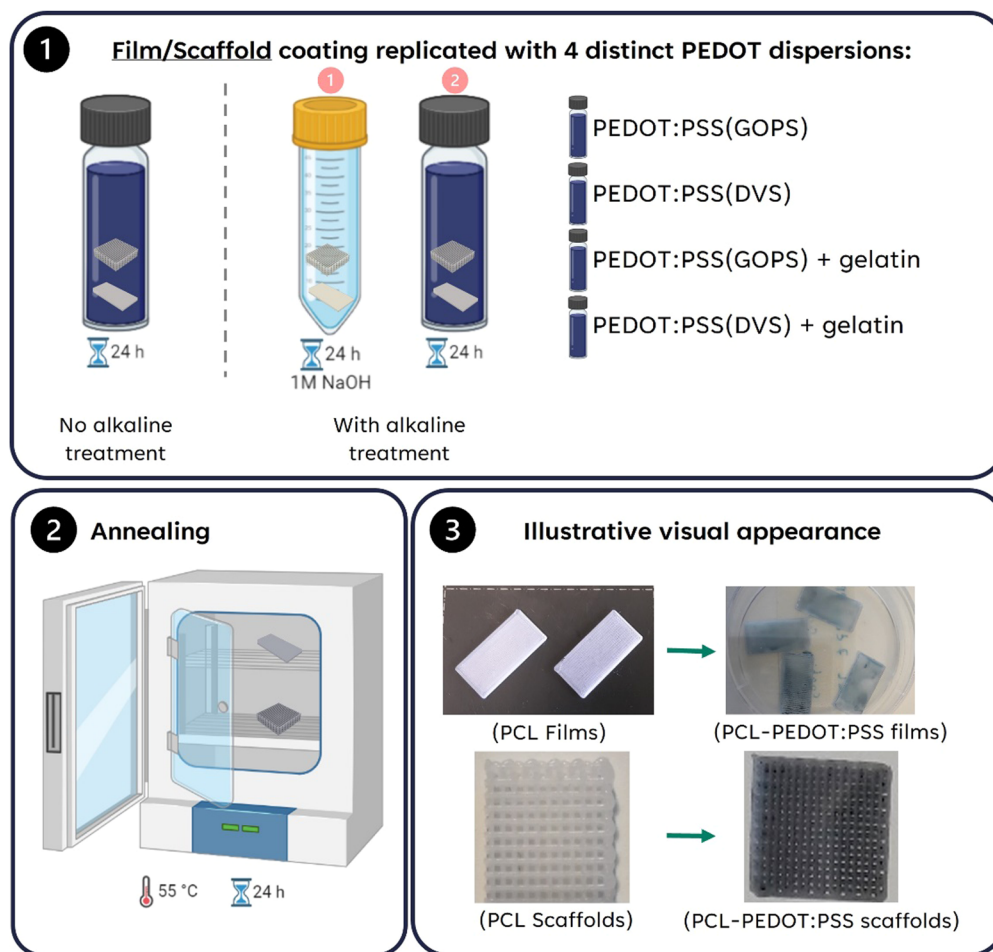 1 Film/Scaffold coating replicated with 4 distinct PEDOT dispersions:
1
2
PEDOT:PSS(GOPS)
PEDOT:PSS(DVS)
PEDOT:PSS(GOPS) + gelatin
PEDOT:PSS(DVS) + gelatin
24 h
24 h
24 h
1M NaOH
No alkaline
treatment
With alkaline
treatment
2 Annealing
55 °C
24 h
3 Illustrative visual appearance
(PCL Films)
(PCL-PEDOT:PSS films)
(PCL Scaffolds)
(PCL-PEDOT:PSS scaffolds)